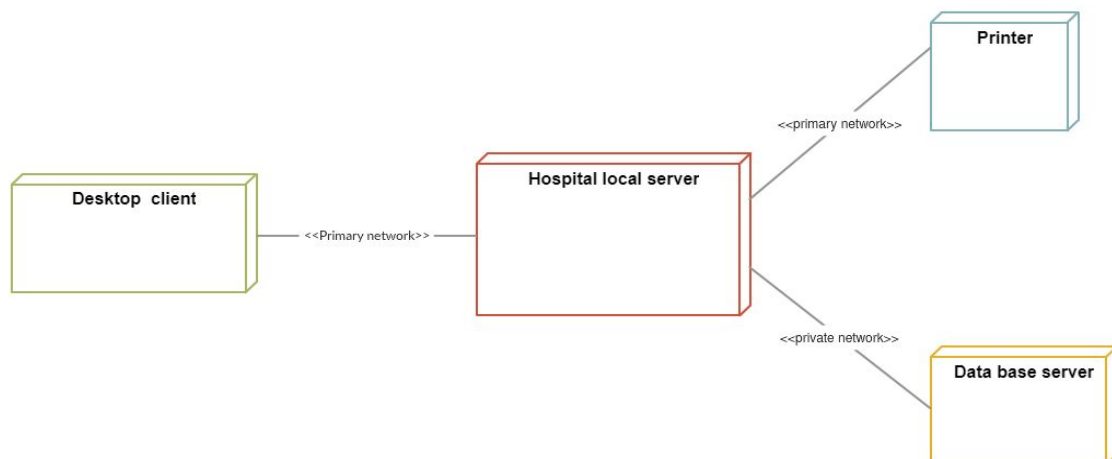 Printer
<<primary network>>
Hospital local server
Desktop  client
<<Primary network>>
<<private network>>
Data base server